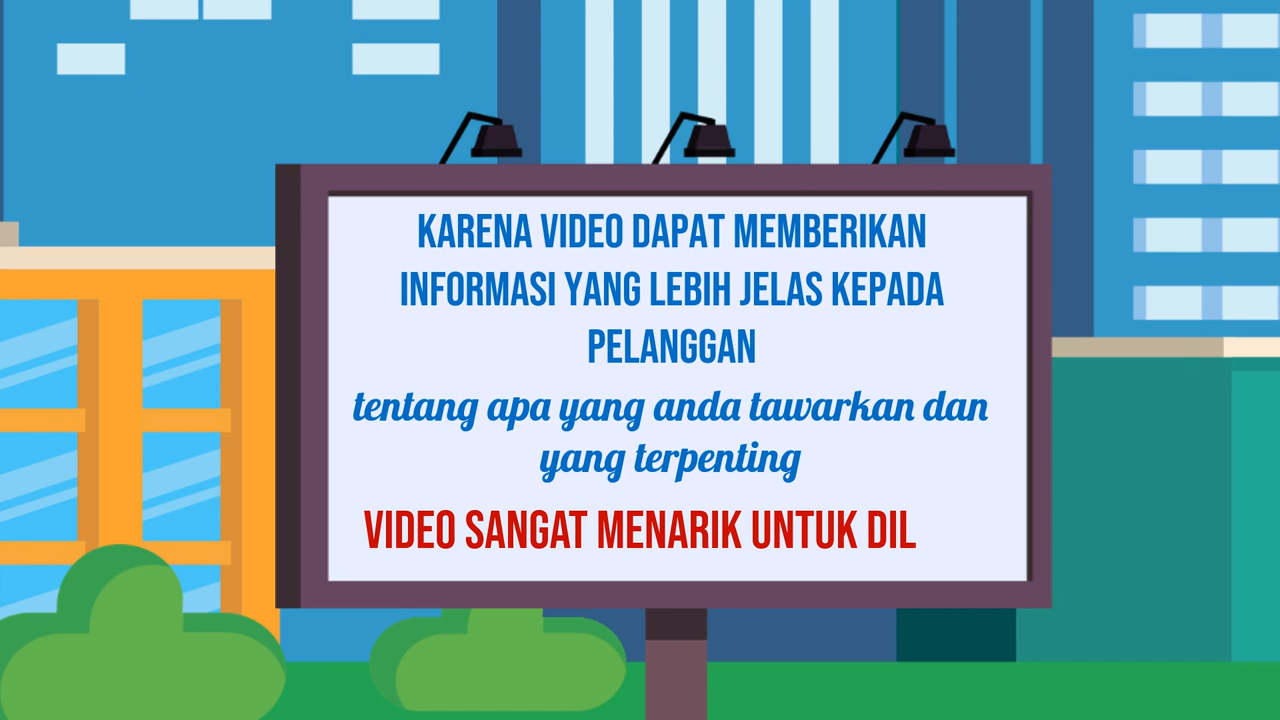 KARENA VIDEO DAPAT MEMBERIKAN
INFORMASI YANG LEBIH JELAS KEPADA
PELANGGAN
tentang apa yang anda tawarkan dan
yang terpenting
VIDEO SANGAT MENARIK UNTUK DIL